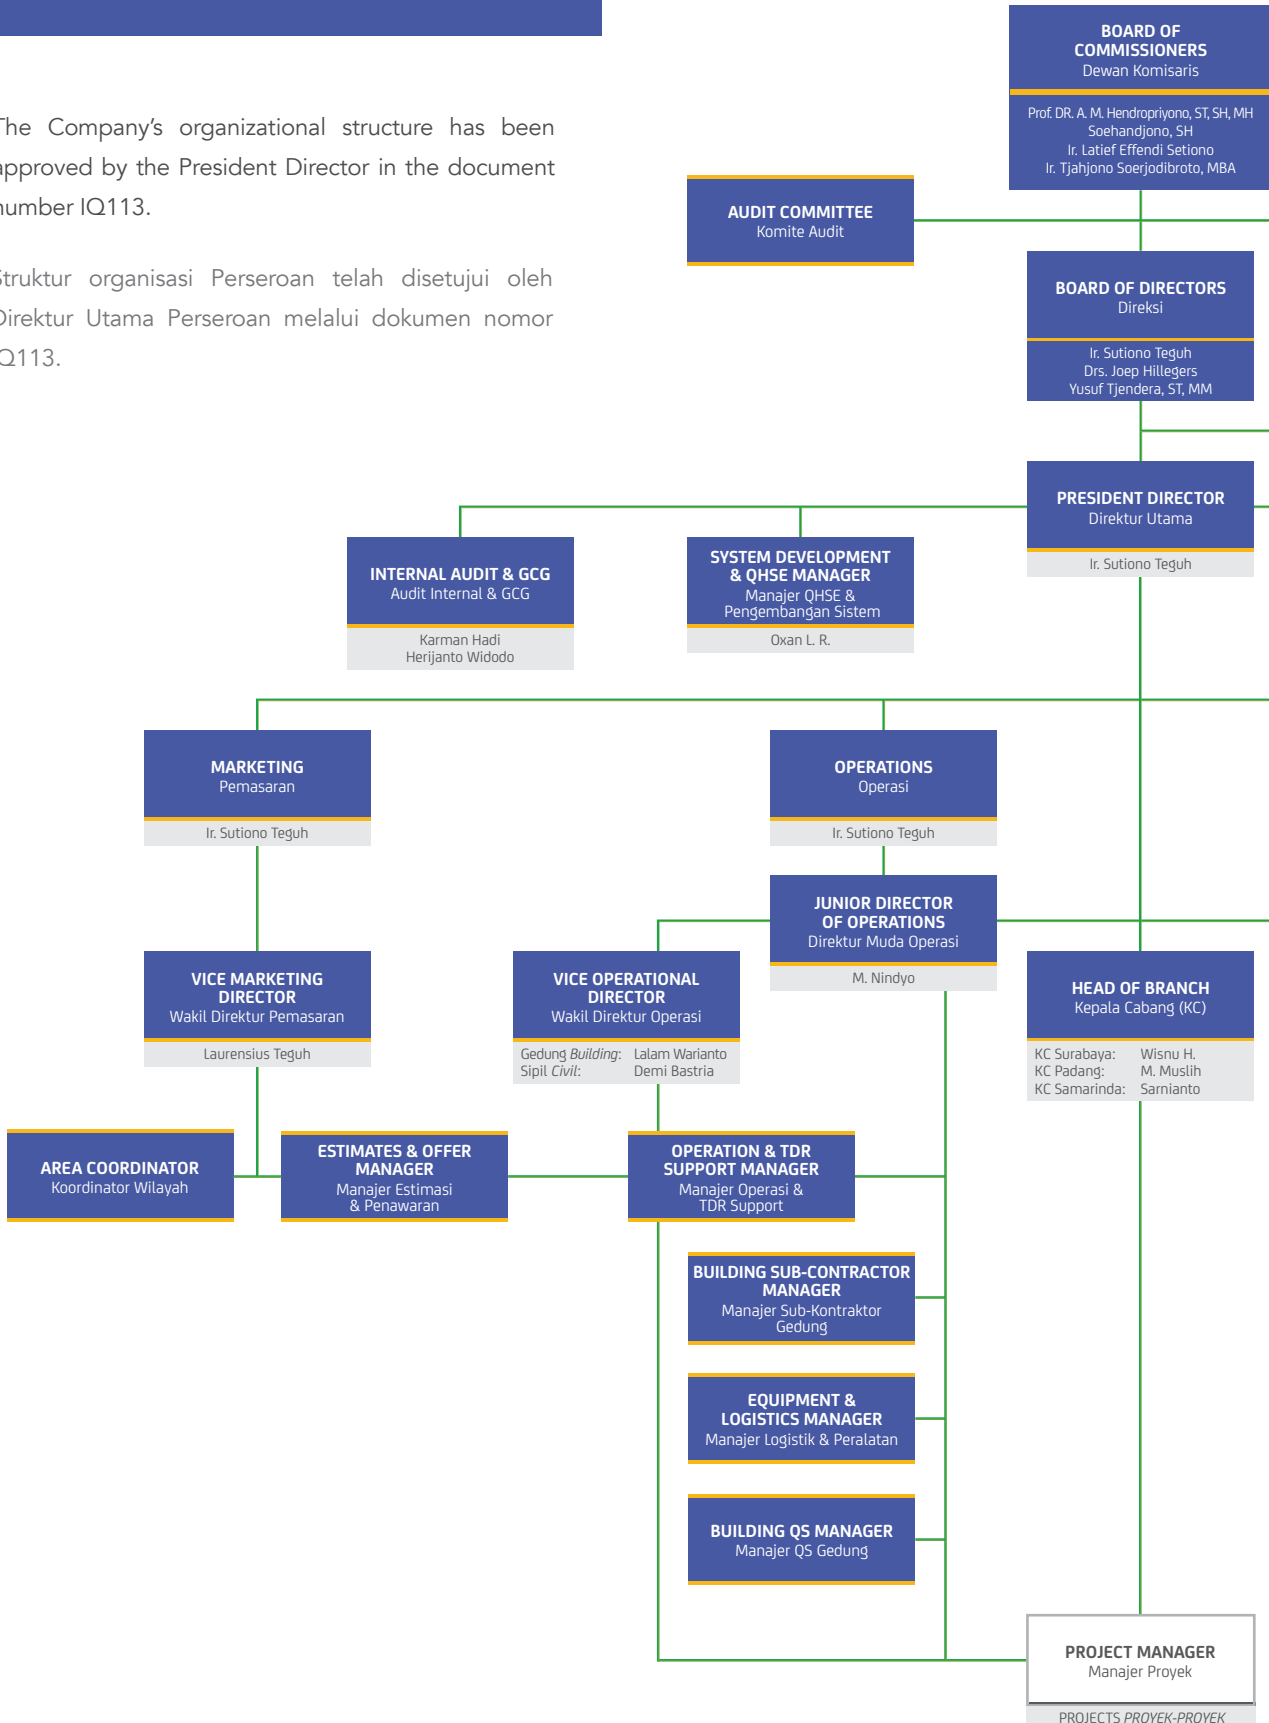 The Company's organizational structure has been
approved by the President Director in the document
number IQ113.
Struktur organisasi Perseroan telah disetujui oleh
Direktur Utama Perseroan melalui dokumen nomor
IQ113.
BOARD OF
COMMISSIONERS
Dewan Komisaris
Prof. DR. A. M. Hendropriyono, ST, SH, MH
Soehandjono, SH
Ir. Latief Effendi Setiono
Ir. Tjahjono Soerjodibroto, MBA
AUDIT COMMITTEE
Komite Audit
BOARD OF DIRECTORS
Direksi
Ir. Sutiono Teguh
Drs. Joep Hillegers
Yusuf Tjendera, ST, MM
PRESIDENT DIRECTOR
Direktur Utama
Ir. Sutiono Teguh
INTERNAL AUDIT & GCG
Audit Internal & GCG
Karman Hadi
Herijanto Widodo
SYSTEM DEVELOPMENT
& QHSE MANAGER
Manajer QHSE &
Pengembangan Sistem
Oxan L. R.
MARKETING
Pemasaran
Ir. Sutiono Teguh
OPERATIONS
Operasi
Ir. Sutiono Teguh
JUNIOR DIRECTOR
OF OPERATIONS
Direktur Muda Operasi
M. Nindyo
VICE MARKETING
DIRECTOR
Wakil Direktur Pemasaran
Laurensius Teguh
VICE OPERATIONAL
DIRECTOR
Wakil Direktur Operasi
Gedung Building: Lalam Warianto
Sipil Civil: Demi Bastria
HEAD OF BRANCH
Kepala Cabang (KC)
KC Surabaya: Wisnu H.
KC Padang: M. Muslih
KC Samarinda: Sarnianto
AREA COORDINATOR
Koordinator Wilayah
ESTIMATES & OFFER
MANAGER
Manajer Estimasi
& Penawaran
OPERATION & TDR
SUPPORT MANAGER
Manajer Operasi &
TDR Support
BUILDING SUB-CONTRACTOR
MANAGER
Manajer Sub-Kontraktor
Gedung
EQUIPMENT &
LOGISTICS MANAGER
Manajer Logistik & Peralatan
BUILDING QS MANAGER
Manajer QS Gedung
PROJECT MANAGER
Manajer Proyek
PROJECTS PROYEK-PROYEK